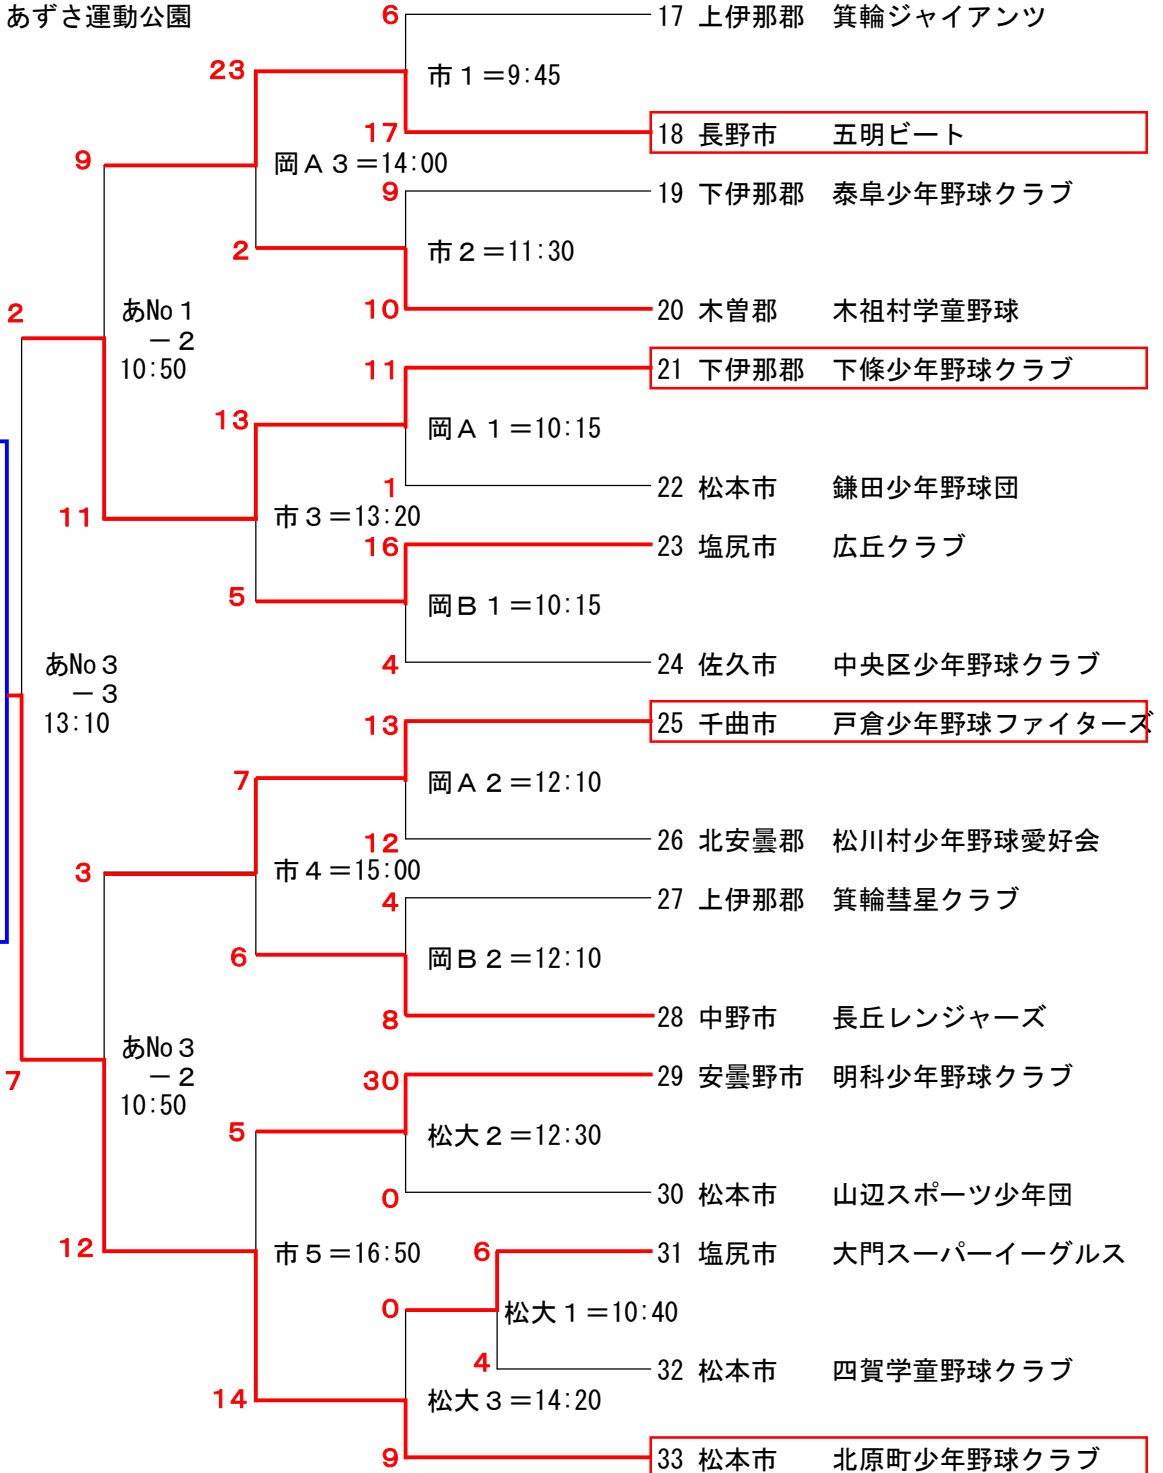 あずさ運動公園
6
17 上伊那郡 箕輪ジャイアンツ
23
市1=9:45
17
18 長野市 五明ビート
9
岡A3=14:00
9
19 下伊那郡 泰阜少年野球クラブ
2
市2=11:30
2
あNo1
-2
10:50
10
20 木曽郡 木祖村学童野球
11
21 下伊那郡 下條少年野球クラブ
13
岡A1=10:15
1
22 松本市 鎌田少年野球団
11
市3=13:20
16
23 塩尻市 広丘クラブ
5
岡B1=10:15
4
24 佐久市 中央区少年野球クラブ
あNo3
-3
13:10
13
25 千曲市 戸倉少年野球ファイターズ
7
岡A2=12:10
12
26 北安曇郡 松川村少年野球愛好会
3
市4=15:00
4
27 上伊那郡 箕輪彗星クラブ
6
岡B2=12:10
8
28 中野市 長丘レンジャーズ
7
あNo3
-2
10:50
30
29 安曇野市 明科少年野球クラブ
5
松大2=12:30
0
30 松本市 山辺スポーツ少年団
12
市5=16:50
6
31 塩尻市 大門スーパーイーグルス
0
松大1=10:40
4
32 松本市 四賀学童野球クラブ
14
松大3=14:20
9
33 松本市 北原町少年野球クラブ